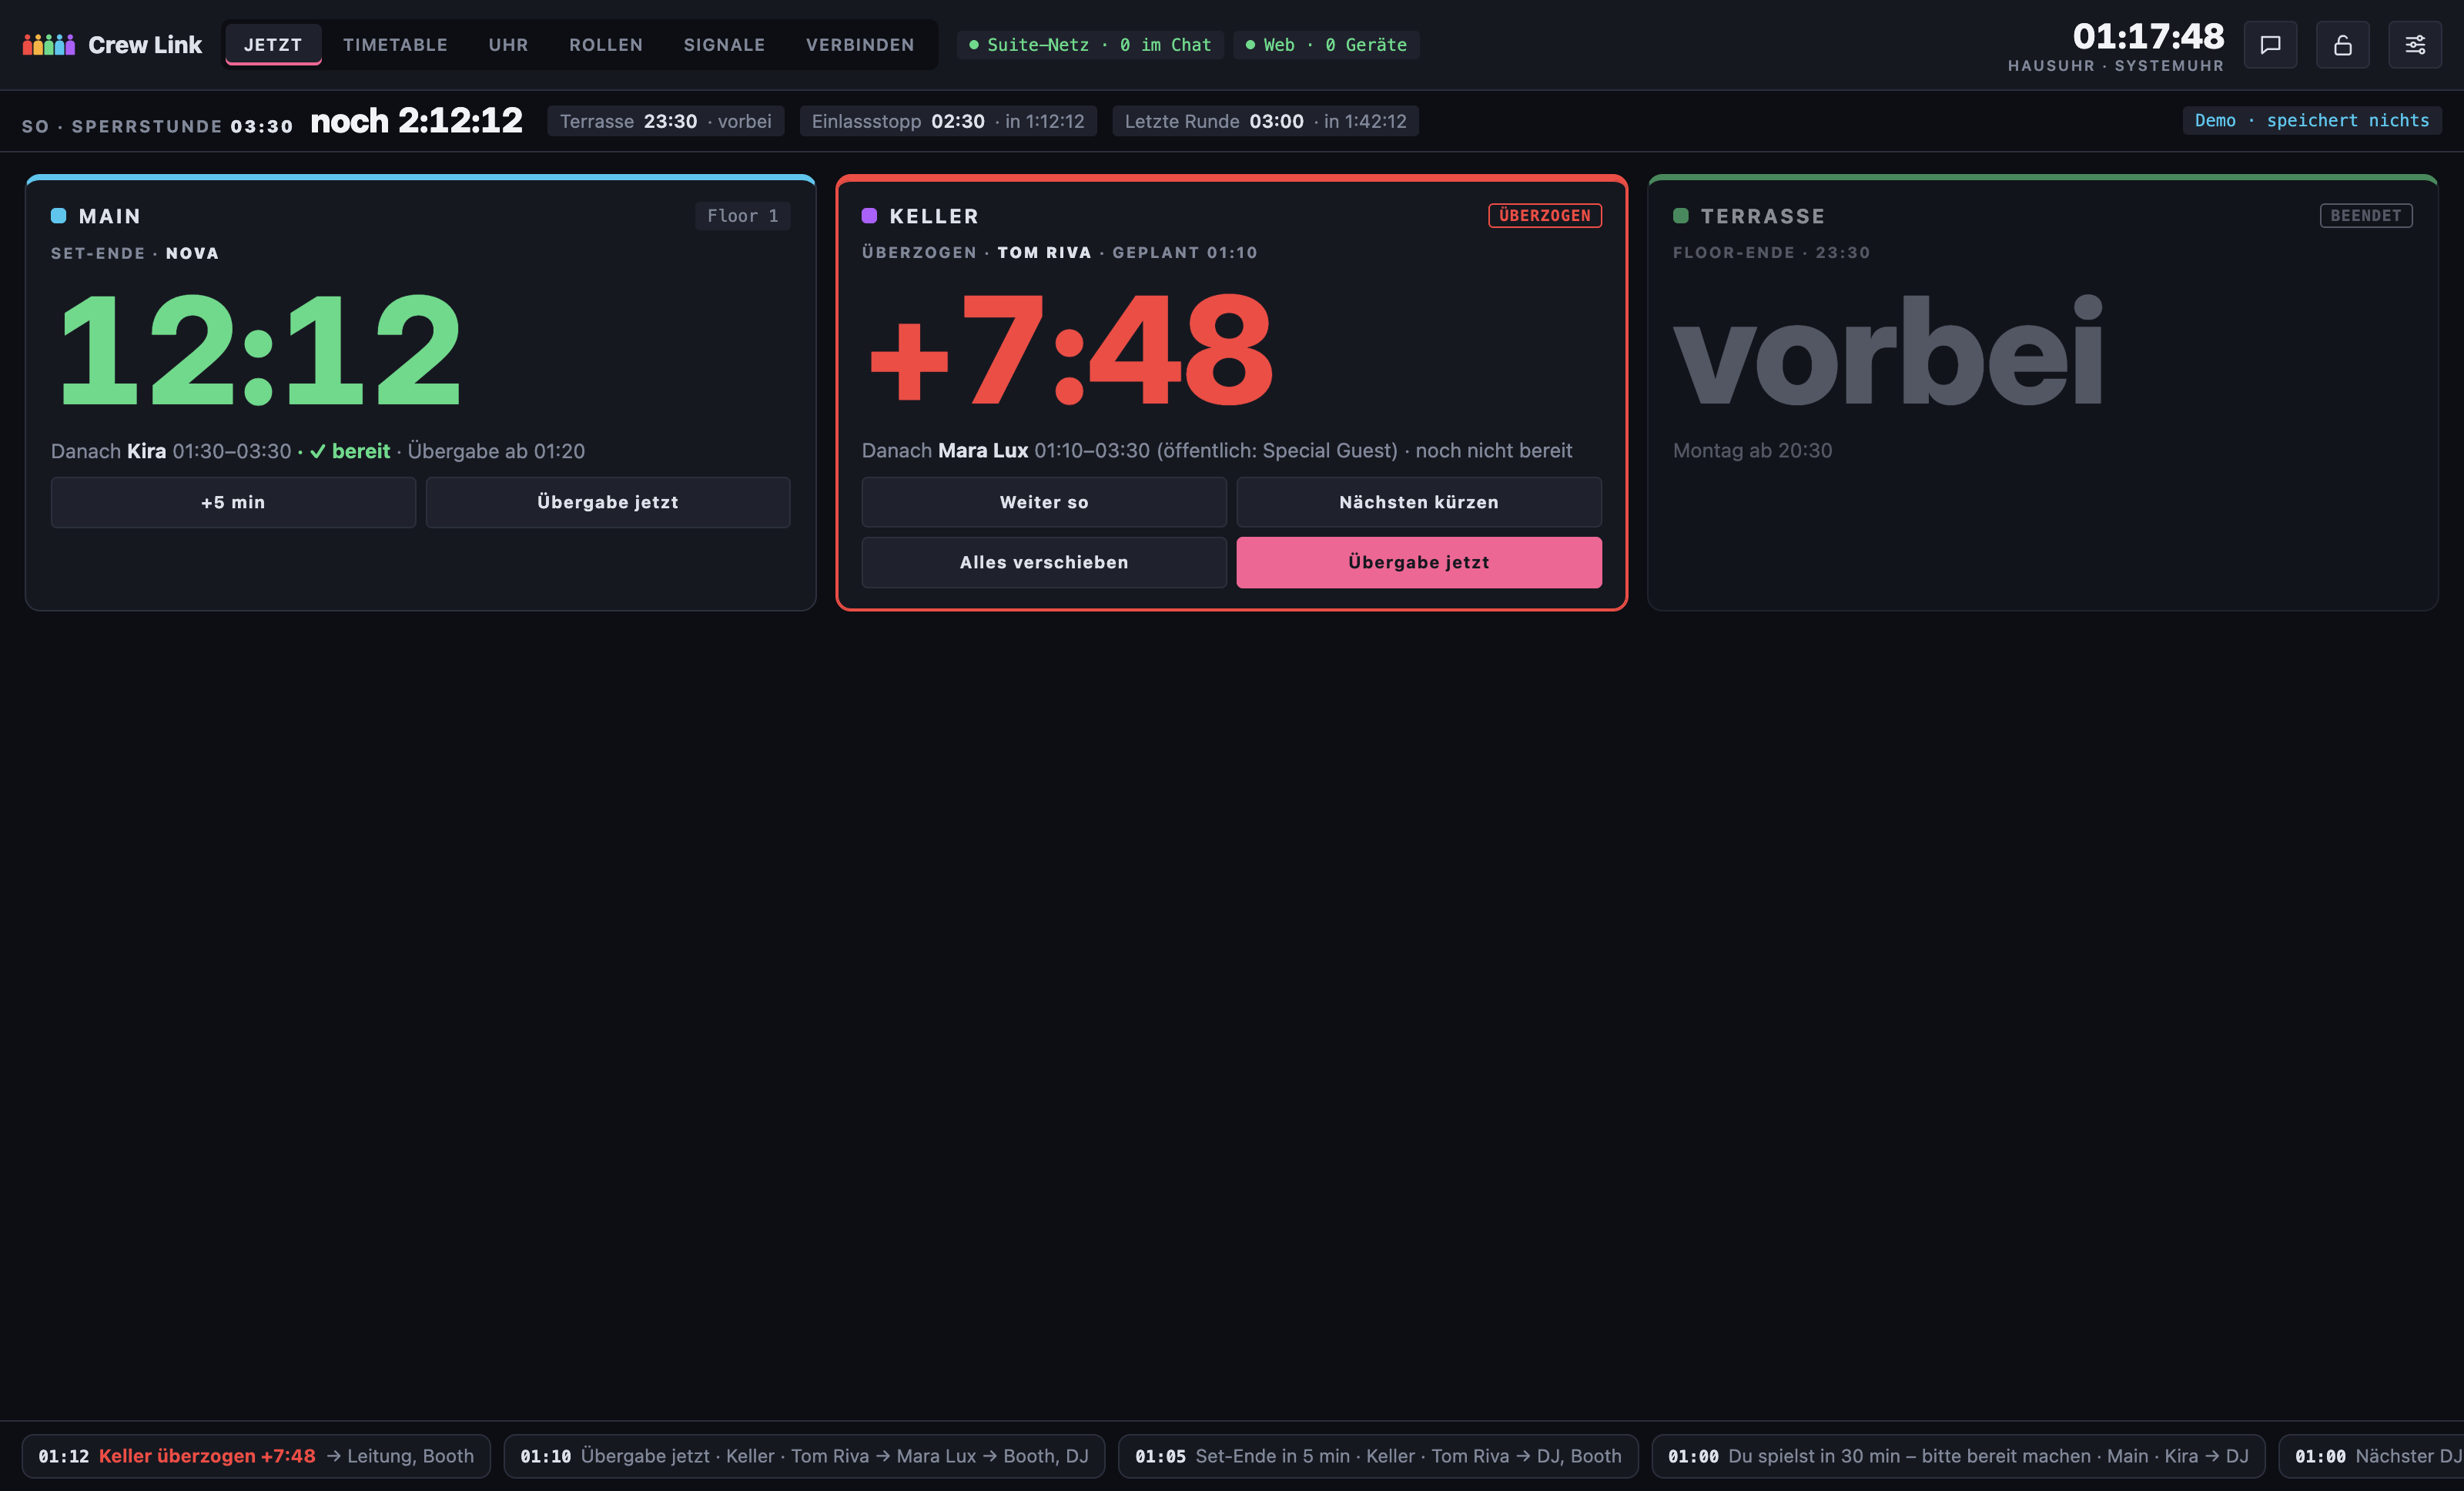 Crew Link JETZT TIMETABLE UHR ROLLEN SIGNALE VERBINDEN Suite-Netz · 0 im Chat Web · 0 Geräte 01:17:48
HAUSUHR · SYSTEMUHR
SO · SPERRSTUNDE 03:30 noch 2:12:12 Terrasse 23:30 · vorbei Einlassstopp 02:30 · in 1:12:12 Letzte Runde 03:00 · in 1:42:12 Demo · speichert nichts
MAIN Floor 1
SET-ENDE · NOVA
12:12
Danach Kira 01:30–03:30 · ✓ bereit · Übergabe ab 01:20
+5 min Übergabe jetzt
KELLER ÜBERZOGEN
ÜBERZOGEN · TOM RIVA · GEPLANT 01:10
+7:48
Danach Mara Lux 01:10–03:30 (öffentlich: Special Guest) · noch nicht bereit
Weiter so Nächsten kürzen
Alles verschieben Übergabe jetzt
TERRASSE BEENDET
FLOOR-ENDE · 23:30
vorbei
Montag ab 20:30
01:12 Keller überzogen +7:48 → Leitung, Booth 01:10 Übergabe jetzt · Keller · Tom Riva → Mara Lux → Booth, DJ 01:05 Set-Ende in 5 min · Keller · Tom Riva → DJ, Booth 01:00 Du spielst in 30 min – bitte bereit machen · Main · Kira → DJ 01:00 Nächster DJ